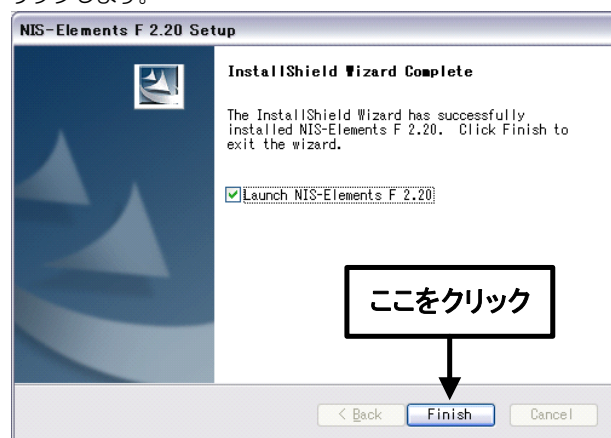 NIS-Elements F 2.20 Setup
InstallShield Wizard Complete
The InstallShield Wizard has successfully
installed NIS-Elements F 2.20. Click Finish to
exit the wizard.
Launch NIS-Elements F 2.20
ここをクリック
< Back Finish Cancel